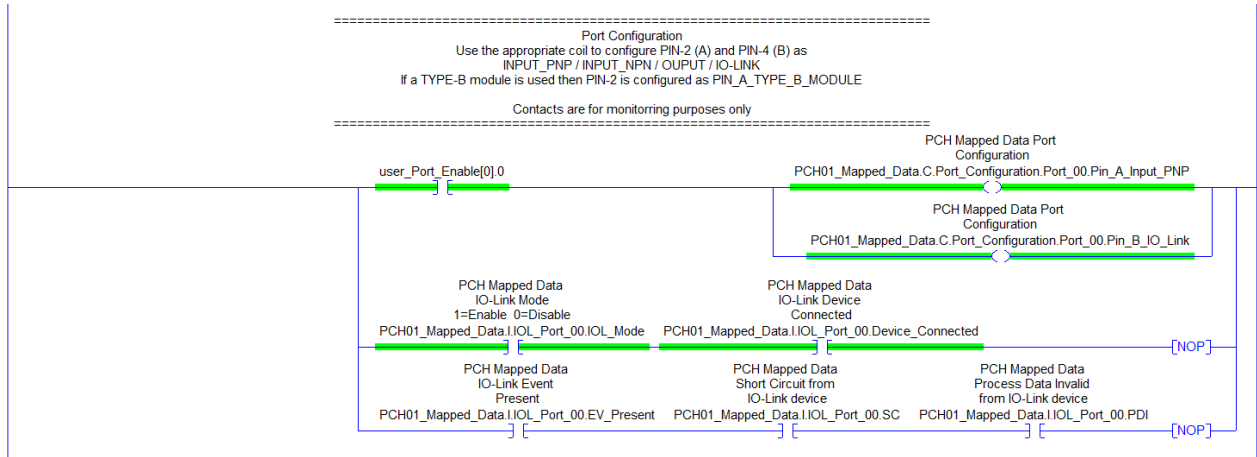 ==========================================================================
Port Configuration
Use the appropriate coil to configure PIN-2 (A) and PIN-4 (B) as
INPUT_PNP / INPUT_NPN / OUPUT / IO-LINK
If a TYPE-B module is used then PIN-2 is configured as PIN_A_TYPE_B_MODULE
Contacts are for monitorring purposes only
==========================================================================
user_Port_Enable[0].0
PCH Mapped Data Port
Configuration
PCH01_Mapped_Data.C.Port_Configuration.Port_00.Pin_A_Input_PNP
PCH Mapped Data Port
Configuration
PCH01_Mapped_Data.C.Port_Configuration.Port_00.Pin_B_IO_Link
PCH Mapped Data
IO-Link Mode
1=Enable 0=Disable
PCH01_Mapped_Data.I.IOL_Port_00.IOL_Mode
PCH Mapped Data
IO-Link Device
Connected
PCH01_Mapped_Data.I.IOL_Port_00.Device_Connected
[NOP]
PCH Mapped Data
IO-Link Event
Present
PCH01_Mapped_Data.I.IOL_Port_00.EV_Present
PCH Mapped Data
Short Circuit from
IO-Link device
PCH01_Mapped_Data.I.IOL_Port_00.SC
PCH Mapped Data
Process Data Invalid
from IO-Link device
PCH01_Mapped_Data.I.IOL_Port_00.PDI
[NOP]